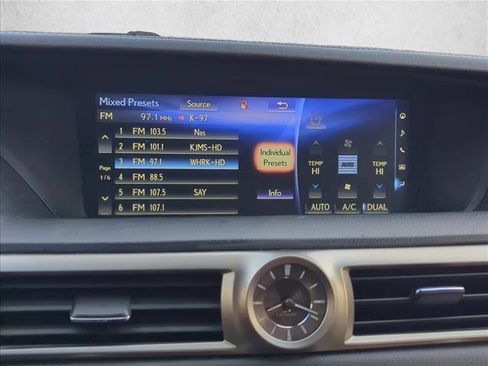 Mixed Presets Source
FM 97.1 MHz K-97
1 FM 103.5 Nas
2 FM 101.1 KJMS-HD
3 FM 97.1 WHRK-HD
4 FM 88.5
5 FM 107.5 SAY
6 FM 107.1
Page
1/6
Individual
Presets
Info
TEMP
HI
TEMP
HI
AUTO A/C DUAL